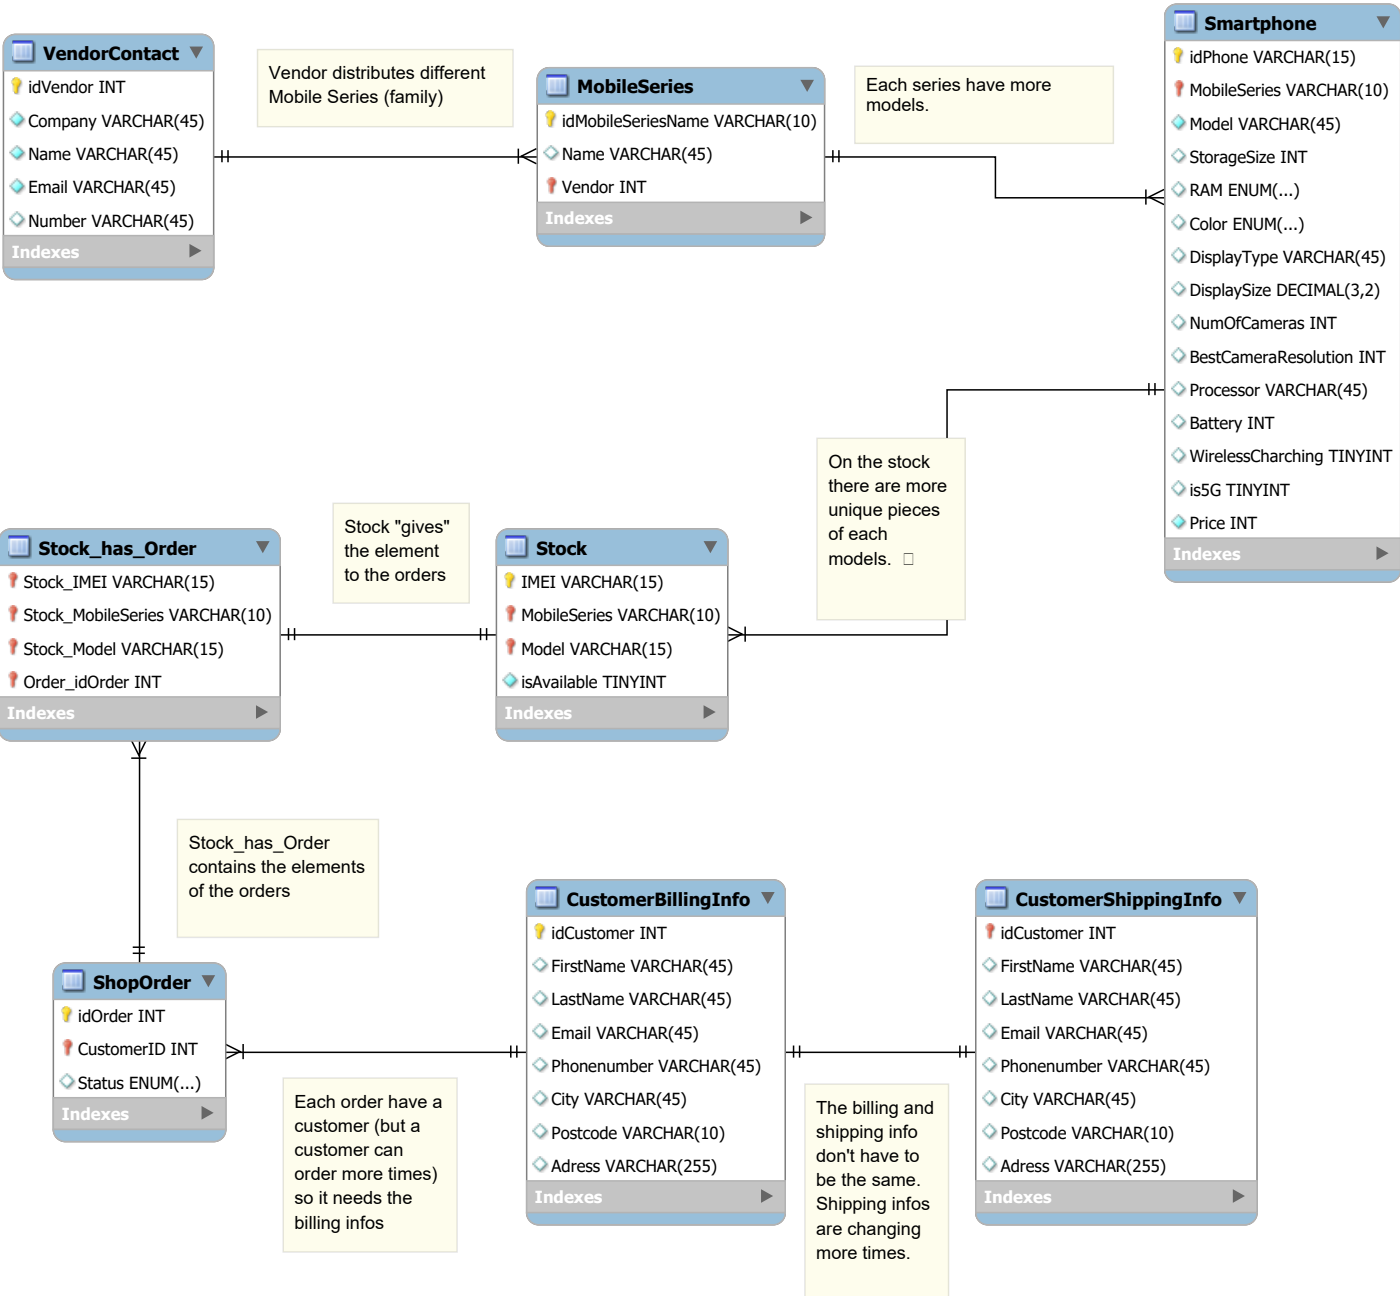 VendorContact
idVendor INT
Company VARCHAR(45)
Name VARCHAR(45)
Email VARCHAR(45)
Number VARCHAR(45)
Indexes
Vendor distributes different
Mobile Series (family)
MobileSeries
idMobileSeriesName VARCHAR(10)
Name VARCHAR(45)
Vendor INT
Indexes
Each series have more
models.
Smartphone
idPhone VARCHAR(15)
MobileSeries VARCHAR(10)
Model VARCHAR(45)
StorageSize INT
RAM ENUM(...)
Color ENUM(...)
DisplayType VARCHAR(45)
DisplaySize DECIMAL(3,2)
NumOfCameras INT
BestCameraResolution INT
Processor VARCHAR(45)
Battery INT
WirelessCharching TINYINT
is5G TINYINT
Price INT
Indexes
On the stock
there are more
unique pieces
of each
models.
Stock_has_Order
Stock_IMEI VARCHAR(15)
Stock_MobileSeries VARCHAR(10)
Stock_Model VARCHAR(15)
Order_idOrder INT
Indexes
Stock "gives"
the element
to the orders
Stock
IMEI VARCHAR(15)
MobileSeries VARCHAR(10)
Model VARCHAR(15)
isAvailable TINYINT
Indexes
Stock_has_Order
contains the elements
of the orders
ShopOrder
idOrder INT
CustomerID INT
Status ENUM(...)
Indexes
Each order have a
customer (but a
customer can
order more times)
so it needs the
billing infos
CustomerBillingInfo
idCustomer INT
FirstName VARCHAR(45)
LastName VARCHAR(45)
Email VARCHAR(45)
Phonenumber VARCHAR(45)
City VARCHAR(45)
Postcode VARCHAR(10)
Adress VARCHAR(255)
Indexes
The billing and
shipping info
don't have to
be the same.
Shipping infos
are changing
more times.
CustomerShippingInfo
idCustomer INT
FirstName VARCHAR(45)
LastName VARCHAR(45)
Email VARCHAR(45)
Phonenumber VARCHAR(45)
City VARCHAR(45)
Postcode VARCHAR(10)
Adress VARCHAR(255)
Indexes